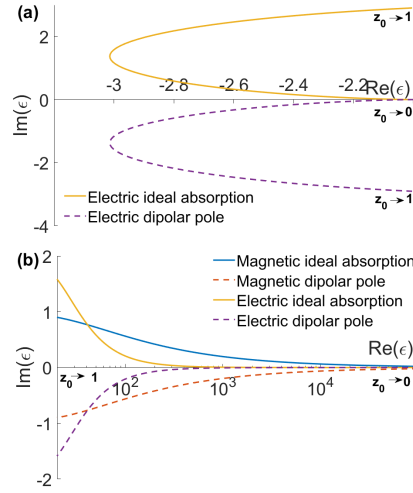 (a)
z₀→1
2
-3 -2.8 -2.6 -2.4 -2.2 Re(ϵ)
0
z₀→0
Im(ϵ)
-2
Electric ideal absorption
Electric dipolar pole
z₀→1
-4
(b)
2
Magnetic ideal absorption
Magnetic dipolar pole
Electric ideal absorption
Electric dipolar pole
1
Im(ϵ)
Re(ϵ)
0
z₀→1 10² 10³ 10⁴ z₀→0
-1
-2